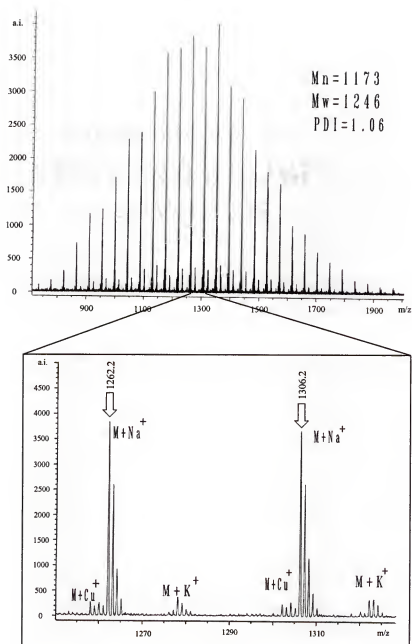 a.i.
Mn=1173
Mw=1246
PDI=1.06
3500
3000
2500
2000
1500
1000
500
0
900
1100
1300
1500
1700
1900
m/z
a.i.
1262.2
1306.2
4500
4000
3500
3000
2500
2000
1500
1000
500
0
M+Na+
M+Na+
M+Cu+
M+K+
M+Cu+
M+K+
1270
1290
1310
m/z